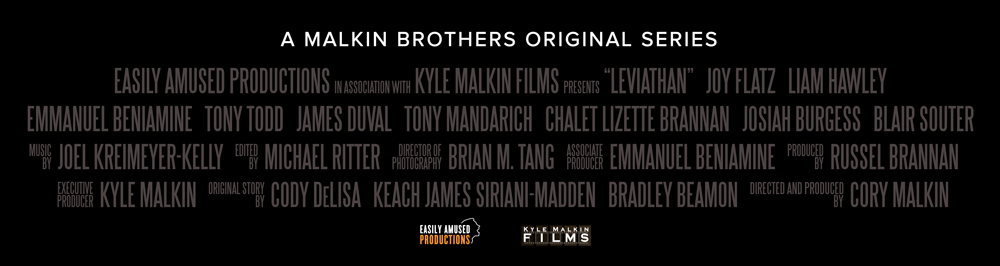 A MALKIN BROTHERS ORIGINAL SERIES
EASILY AMUSED PRODUCTIONS IN ASSOCIATION WITH KYLE MALKIN FILMS PRESENTS “LEVIATHAN” JOY FLATZ LIAM HAWLEY
EMMANUEL BENIAMINE TONY TODD JAMES DUVAL TONY MANDARICH CHALET LIZETTE BRANNAN JOSIAH BURGESS BLAIR SOUTER
MUSIC BY JOEL KREIMEYER-KELLY EDITED BY MICHAEL RITTER DIRECTOR OF PHOTOGRAPHY BRIAN M. TANG ASSOCIATE PRODUCER EMMANUEL BENIAMINE PRODUCED BY RUSSEL BRANNAN
EXECUTIVE PRODUCER KYLE MALKIN ORIGINAL STORY BY CODY DeLISA KEACH JAMES SIRIANI-MADDEN BRADLEY BEAMON DIRECTED AND PRODUCED BY CORY MALKIN
EASILY AMUSED PRODUCTIONS KYLE MALKIN FILMS